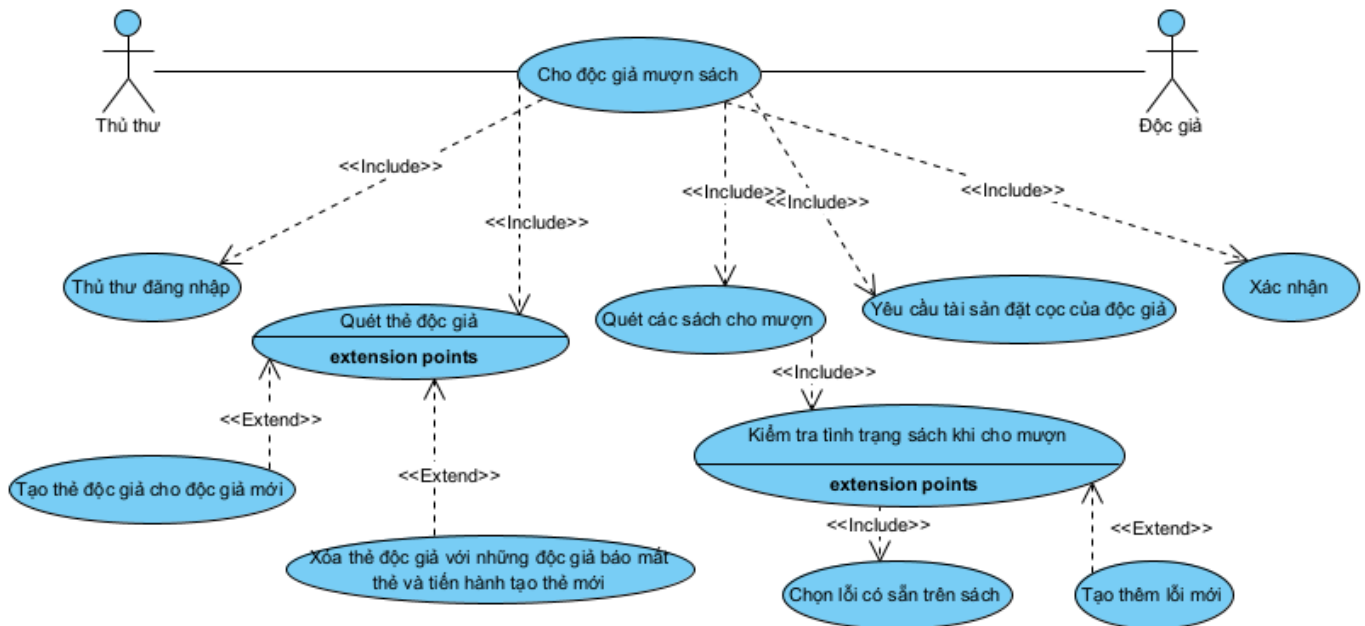 Cho độc giả mượn sách
Thủ thư
Độc giả
<<Include>>
<<Include>>
<<Include>>
<<Include>>
<<Include>>
Thủ thư đăng nhập
Quét thẻ độc giả
extension points
Quét các sách cho mượn
Yêu cầu tài sản đặt cọc của độc giả
Xác nhận
<<Include>>
<<Extend>>
<<Extend>>
Kiểm tra tình trạng sách khi cho mượn
extension points
Tạo thẻ độc giả cho độc giả mới
<<Include>>
<<Extend>>
Xóa thẻ độc giả với những độc giả báo mất
thẻ và tiến hành tạo thẻ mới
Chọn lỗi có sẵn trên sách
Tạo thêm lỗi mới